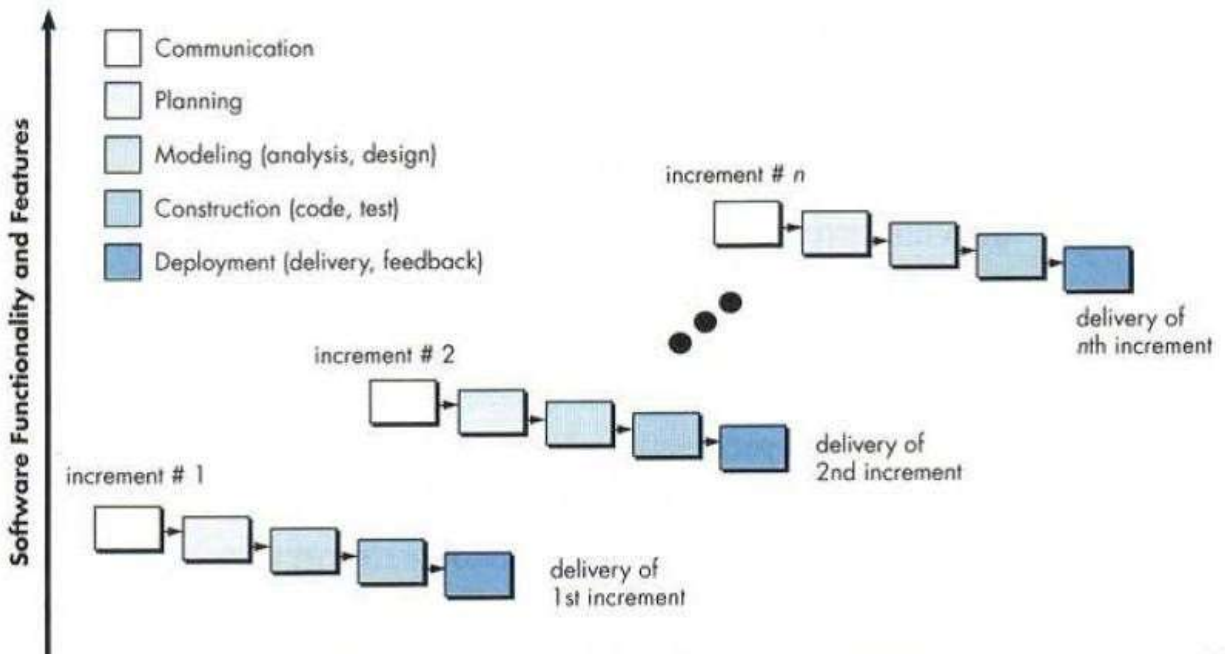 Software Functionality and Features
Communication
Planning
Modeling (analysis, design)
Construction (code, test)
Deployment (delivery, feedback)
increment # n
delivery of
nth increment
increment # 2
delivery of
2nd increment
increment # 1
delivery of
1st increment